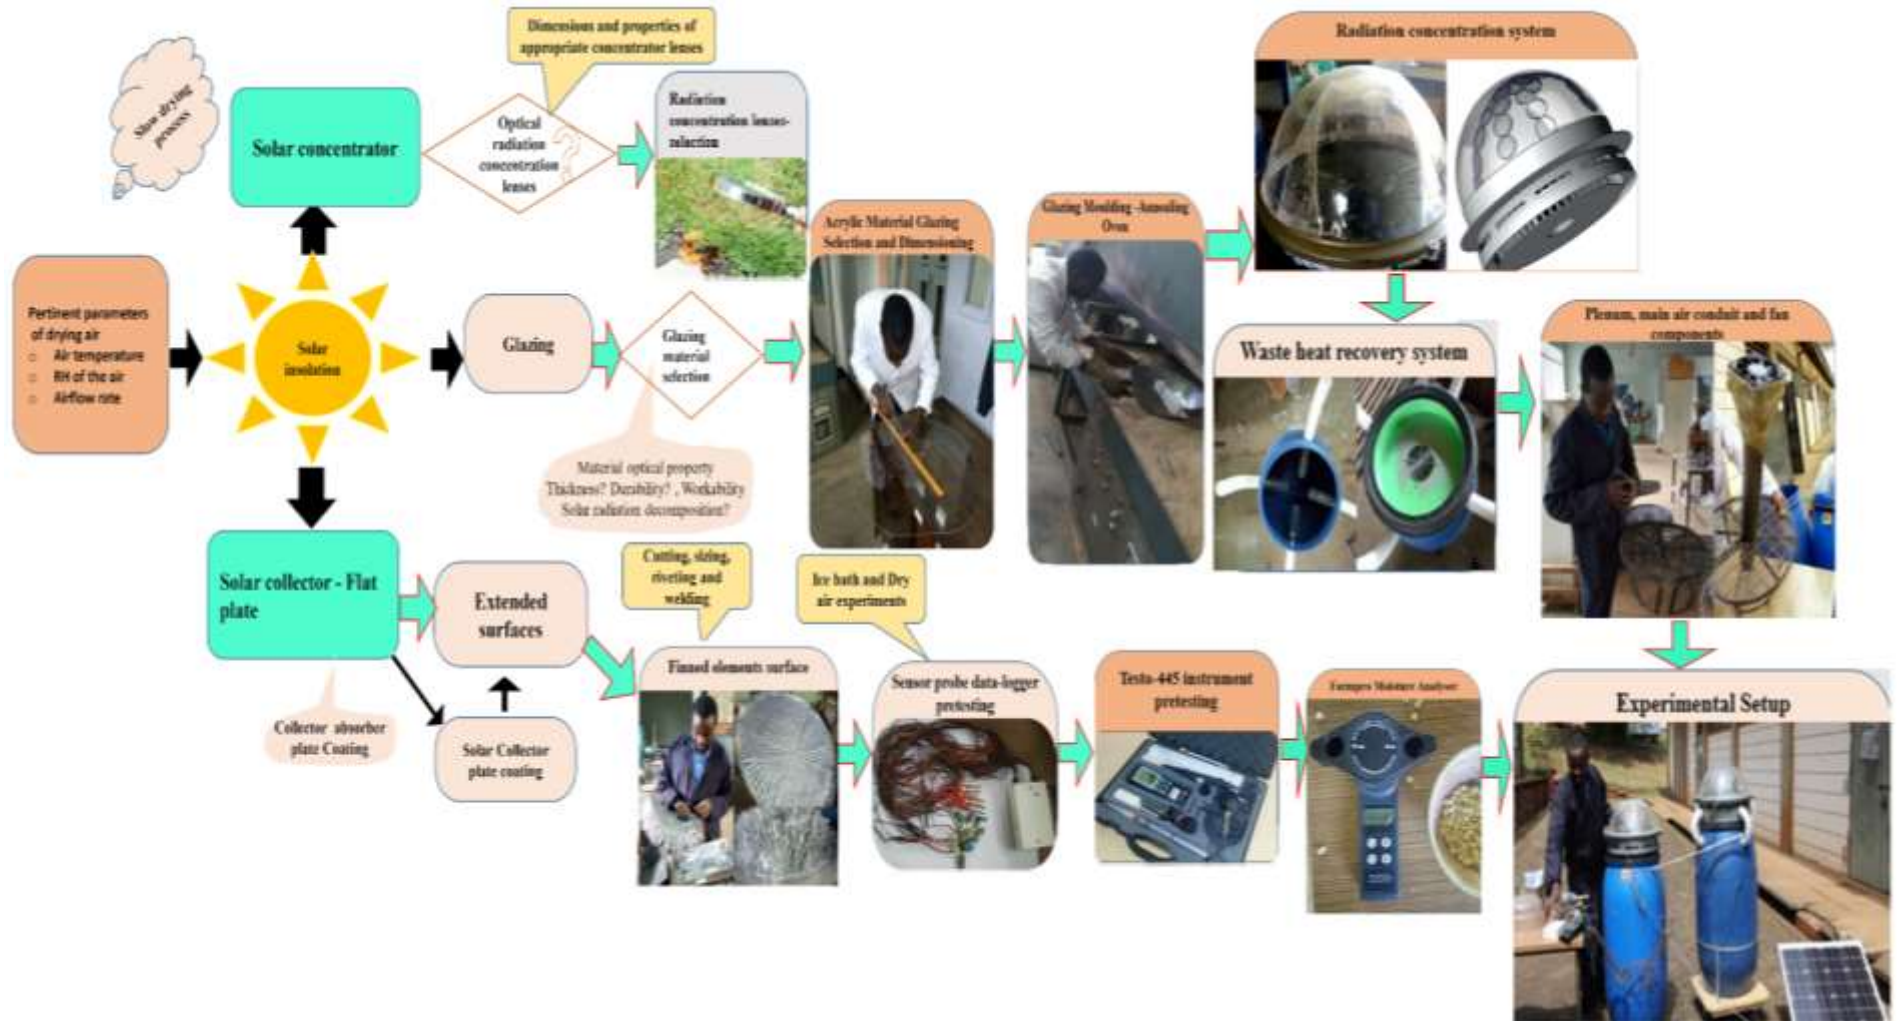 Dimensions and properties of
appropriate concentrator lenses
Slow drying
process
Solar concentrator
Optical
radiation
concentration
lenses
Radiation
concentration lenses-
selection
Radiation concentration system
Acrylic Material Glazing
Selection and Dimensioning
Glazing Moulding -Annealing
Oven
Pertinent parameters
of drying air
Air temperature
RH of the air
Airflow rate
Solar
insolation
Glazing
Glazing
material
selection
Material optical property
Thickness? Durability? , Workability
Solar radiation decomposition?
Waste heat recovery system
Plenum, main air conduit and fan
components
Solar collector - Flat
plate
Extended
surfaces
Cutting, sizing,
riveting and
welding
Ice bath and Dry
air experiments
Collector absorber
plate Coating
Solar Collector
plate coating
Finned elements surface
Sensor probe data-logger
pretesting
Testo-445 instrument
pretesting
Farmpro Moisture Analyser
Experimental Setup